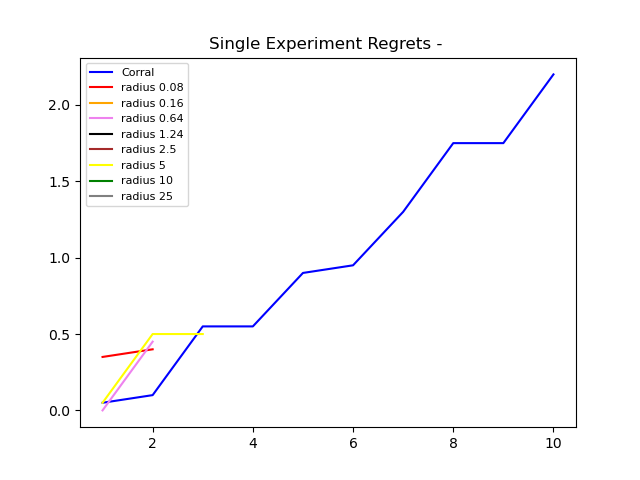 Single Experiment Regrets -
Corral
radius 0.08
radius 0.16
radius 0.64
radius 1.24
radius 2.5
radius 5
radius 10
radius 25
2.0
1.5
1.0
0.5
0.0
2 4 6 8 10